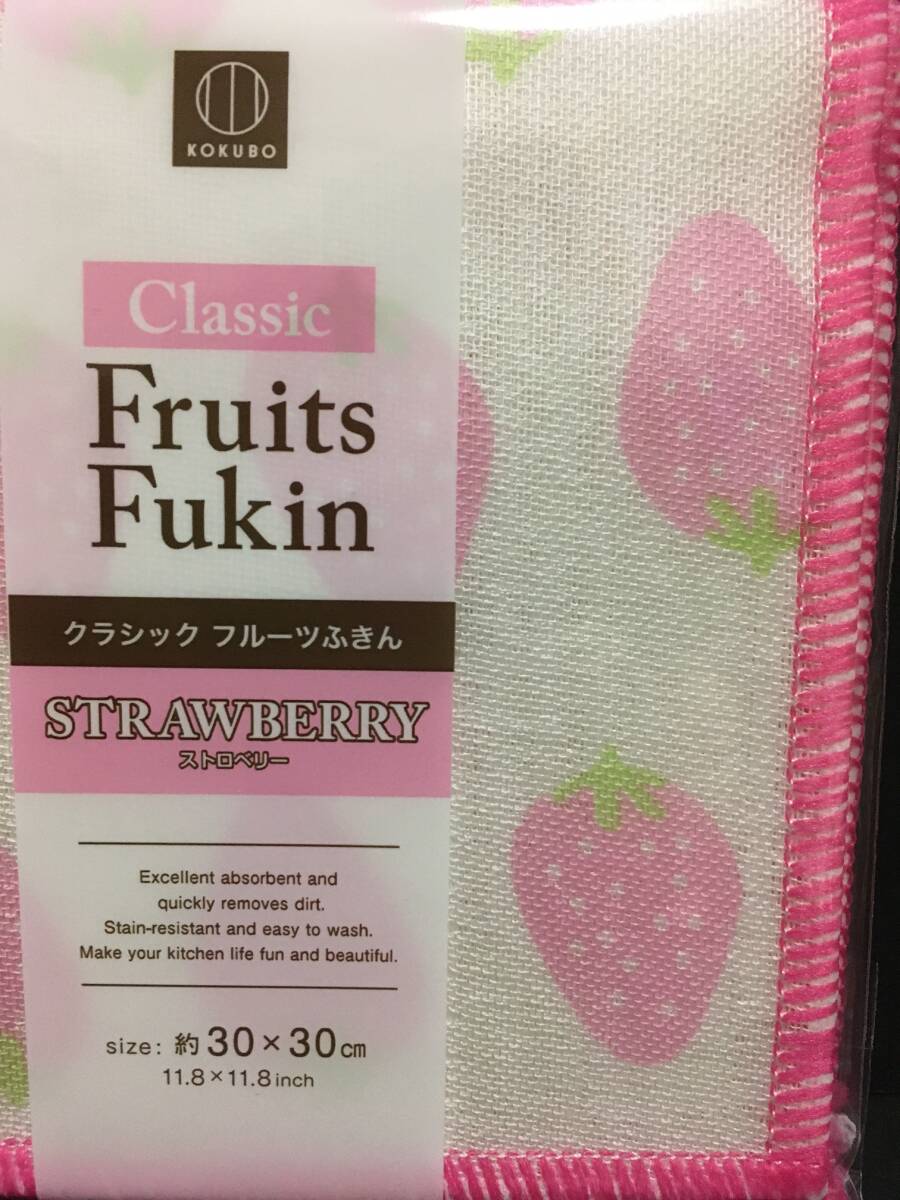 KOKUBO
Classic
Fruits
Fukin
クラシック フルーツふきん
STRAWBERRY
ストロベリー
Excellent absorbent and
quickly removes dirt.
Stain-resistant and easy to wash.
Make your kitchen life fun and beautiful.
size: 約 30×30cm
11.8×11.8inch